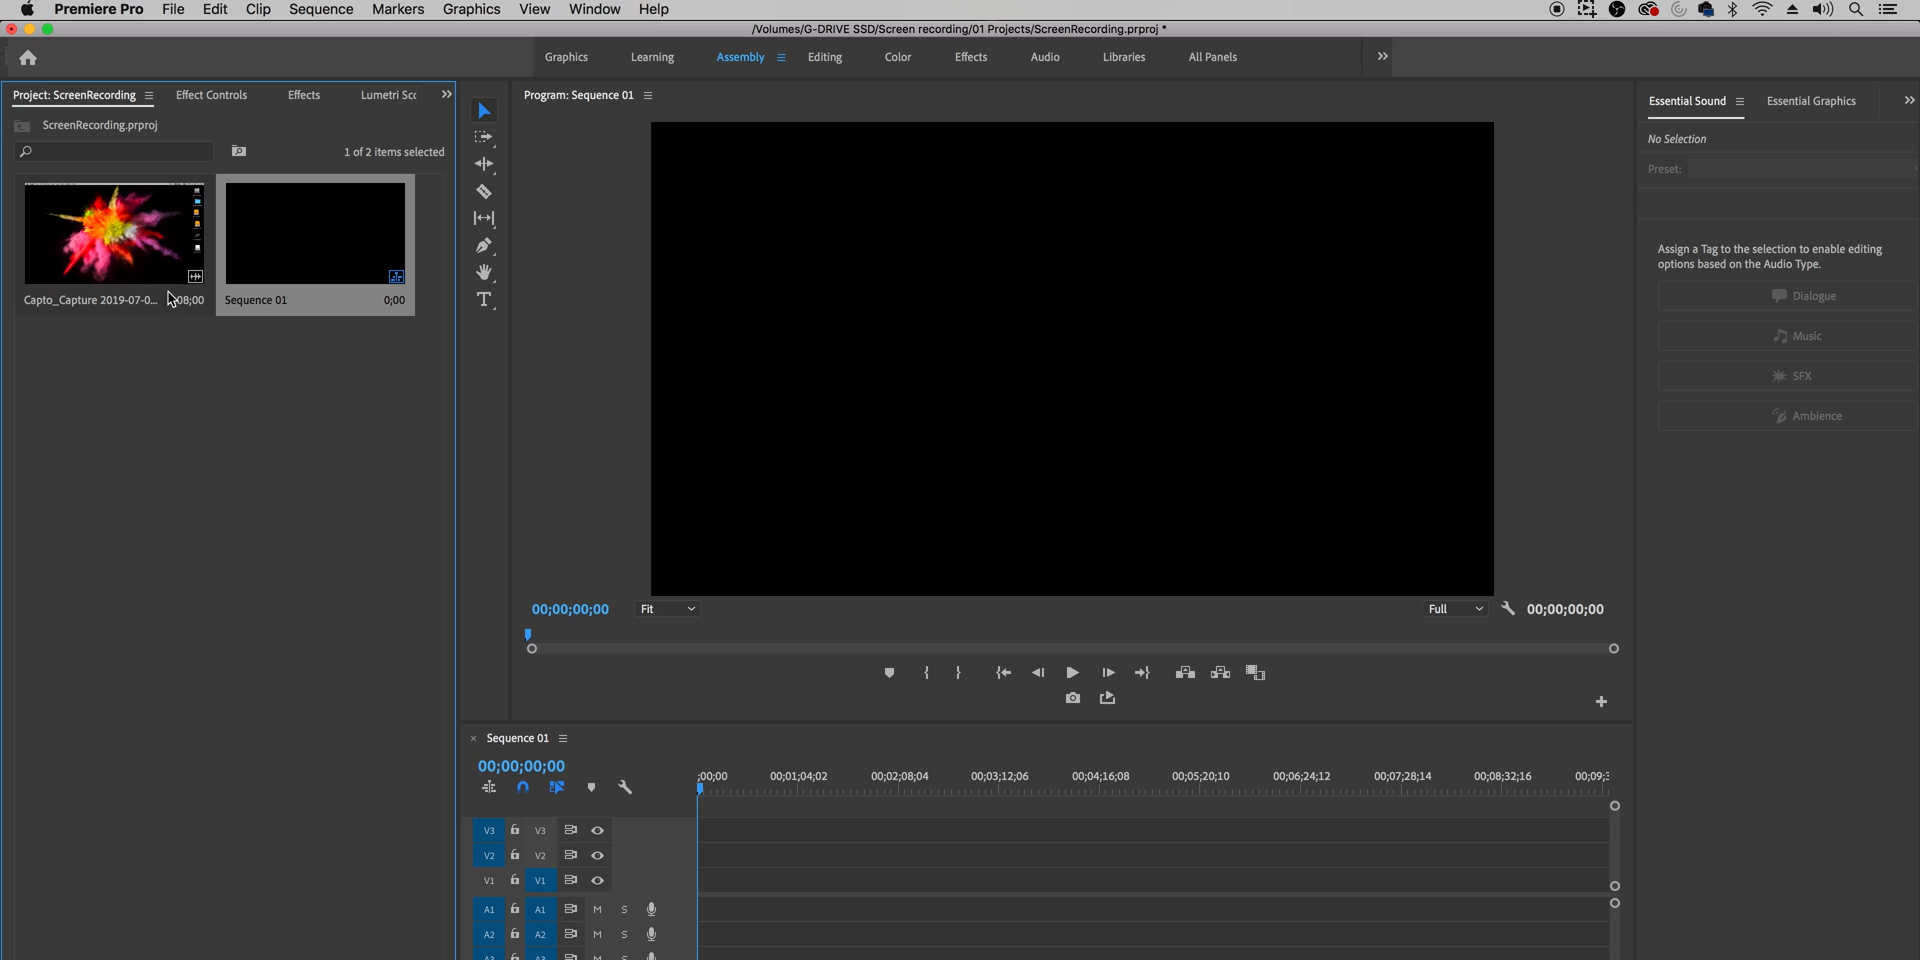 Premiere Pro File Edit Clip Sequence Markers Graphics View Window Help
/Volumes/G-DRIVE SSD/Screen recording/01 Projects/ScreenRecording.prproj *
Graphics Learning Assembly Editing Color Effects Audio Libraries All Panels
Project: ScreenRecording Effect Controls Effects Lumetri Sc
ScreenRecording.prproj
1 of 2 items selected
Capto_Capture 2019-07-0... 08;00
Sequence 01 0;00
Program: Sequence 01
00;00;00;00 Fit Full 00;00;00;00
Essential Sound Essential Graphics
No Selection
Preset:
Assign a Tag to the selection to enable editing
options based on the Audio Type.
Dialogue
Music
SFX
Ambience
Sequence 01
00;00;00;00
;00;00 00;01;04;02 00;02;08;04 00;03;12;06 00;04;16;08 00;05;20;10 00;06;24;12 00;07;28;14 00;08;32;16 00;09;3
V3 V3
V2 V2
V1 V1
A1 A1 M S
A2 A2 M S
A3 A3 M S